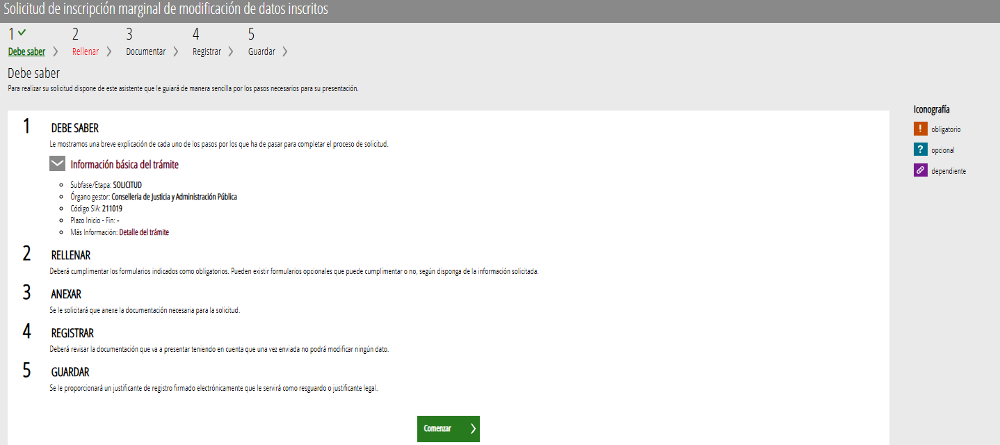 Solicitud de inscripción marginal de modificación de datos inscritos
1 2 3 4 5
Debe saber Rellenar Documentar Registrar Guardar
Debe saber
Para realizar su solicitud dispone de este asistente que le guiará de manera sencilla por los pasos necesarios para su presentación.
Iconografía
! obligatorio
? opcional
dependiente
1 DEBE SABER
Le mostramos una breve explicación de cada uno de los pasos por los que ha de pasar para completar el proceso de solicitud.
Información básica del trámite
Subfase/Etapa: SOLICITUD
Órgano gestor: Conselleria de Justicia y Administración Pública
Código SIA: 211019
Plazo Inicio - Fin: -
Más Información: Detalle del trámite
2 RELLENAR
Deberá cumplimentar los formularios indicados como obligatorios. Pueden existir formularios opcionales que puede cumplimentar o no, según disponga de la información solicitada.
3 ANEXAR
Se le solicitará que anexe la documentación necesaria para la solicitud.
4 REGISTRAR
Deberá revisar la documentación que va a presentar teniendo en cuenta que una vez enviada no podrá modificar ningún dato.
5 GUARDAR
Se le proporcionará un justificante de registro firmado electrónicamente que le servirá como resguardo o justificante legal.
Comenzar